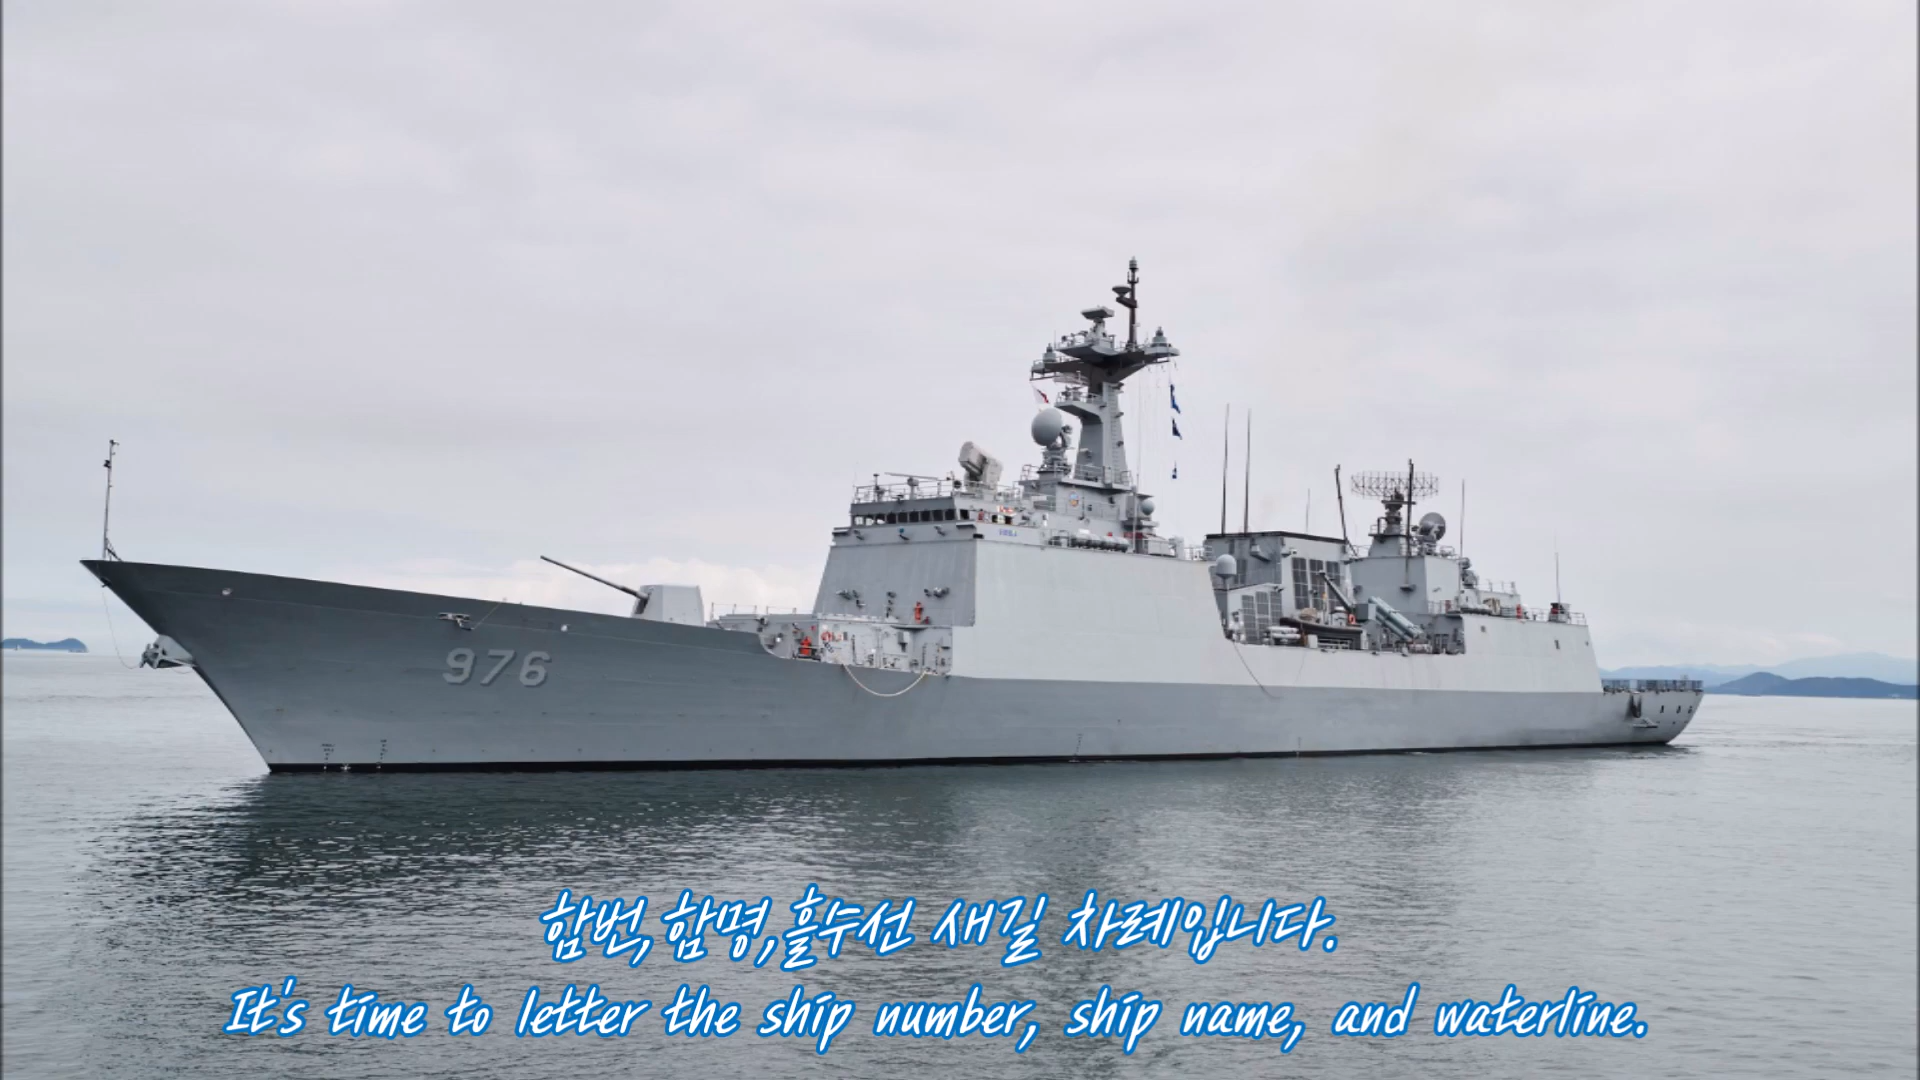 976
함번,함명,흘수선 새길 차례입니다.
It's time to letter the ship number, ship name, and waterline.